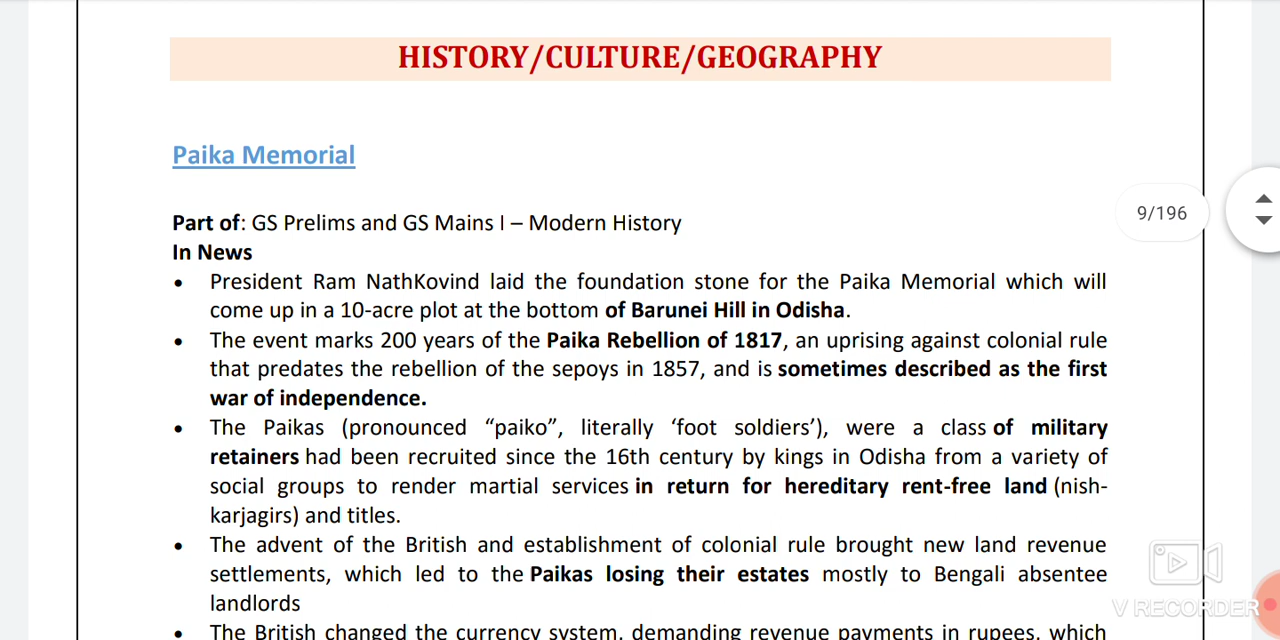 HISTORY/CULTURE/GEOGRAPHY
Paika Memorial
Part of: GS Prelims and GS Mains I – Modern History
9/196
In News
• President Ram NathKovind laid the foundation stone for the Paika Memorial which will
come up in a 10-acre plot at the bottom of Barunei Hill in Odisha.
• The event marks 200 years of the Paika Rebellion of 1817, an uprising against colonial rule
that predates the rebellion of the sepoys in 1857, and is sometimes described as the first
war of independence.
• The Paikas (pronounced “paiko”, literally ‘foot soldiers’), were a class of military
retainers had been recruited since the 16th century by kings in Odisha from a variety of
social groups to render martial services in return for hereditary rent-free land (nish-
karjagirs) and titles.
• The advent of the British and establishment of colonial rule brought new land revenue
settlements, which led to the Paikas losing their estates mostly to Bengali absentee
landlords
• The British changed the currency system, demanding revenue payments in rupees, which
V RECORDER